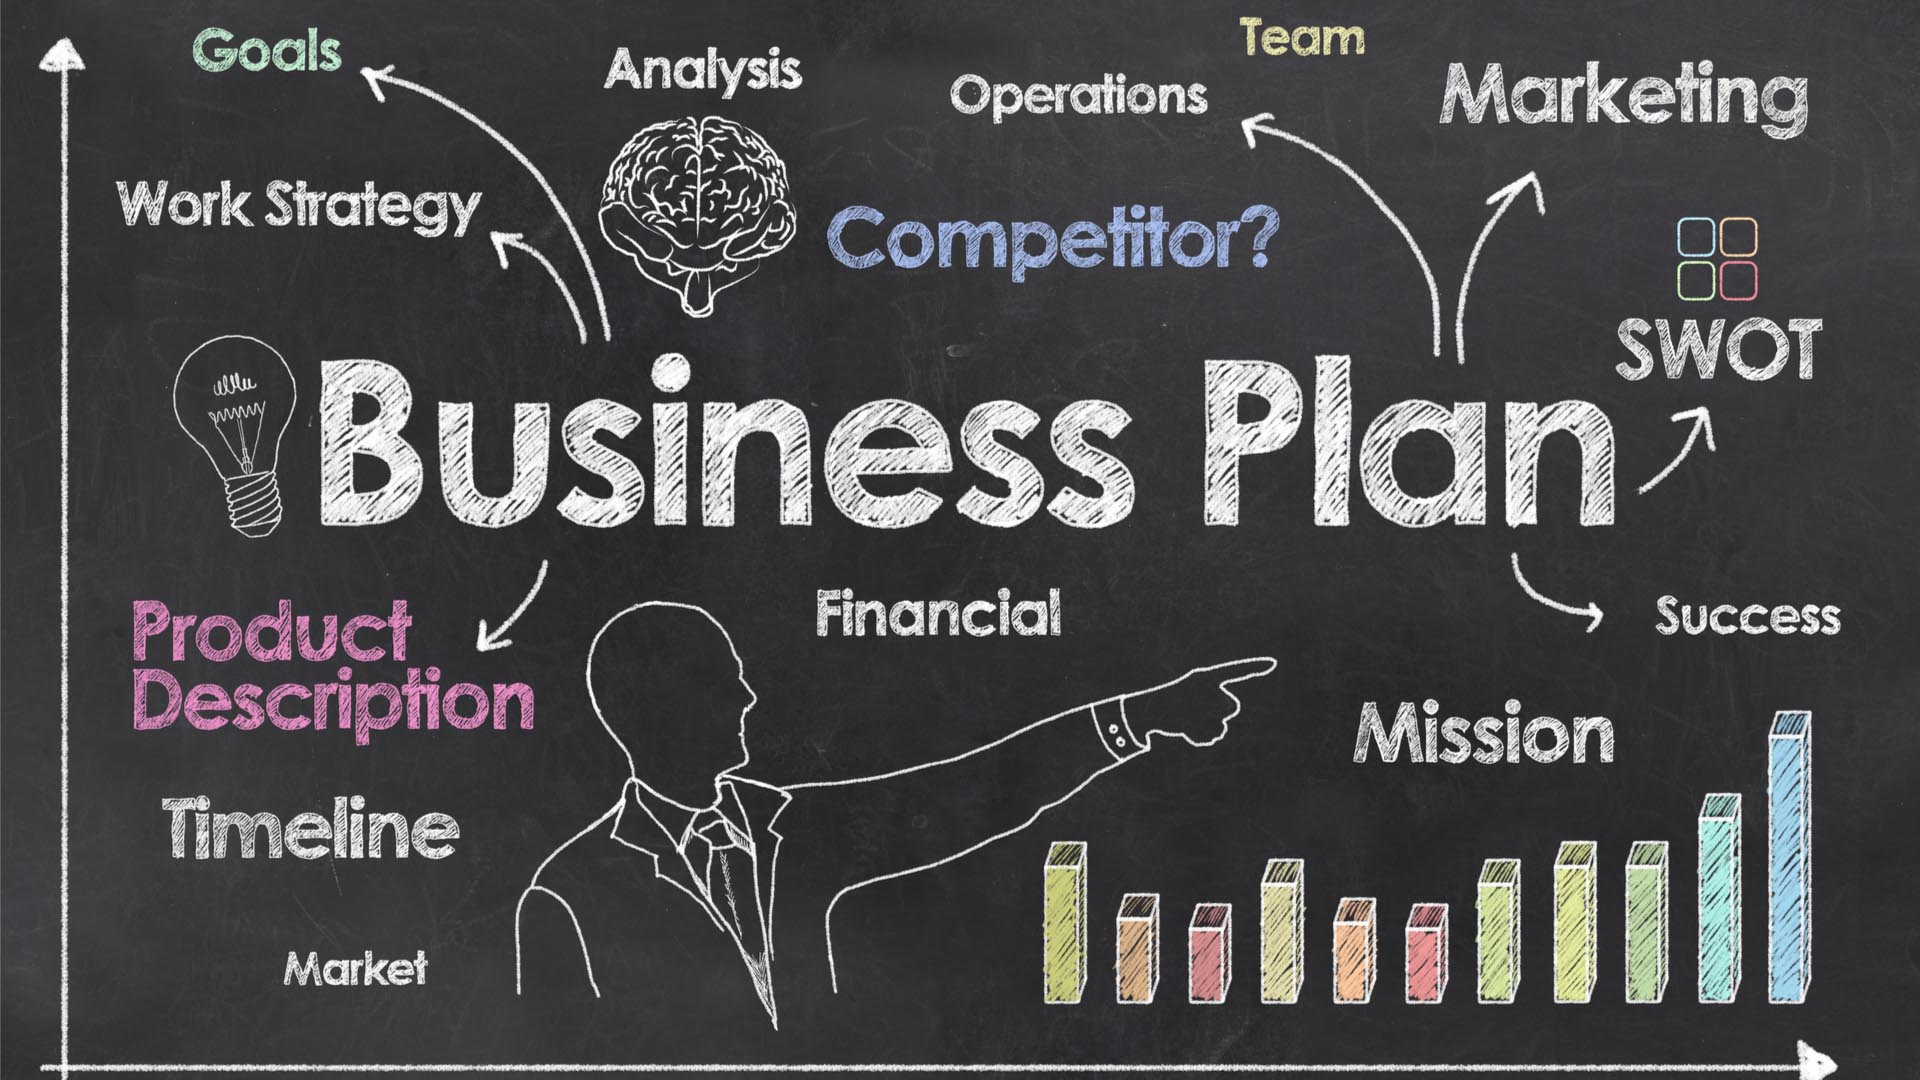 Goals
Analysis
Operations
Team
Marketing
Work Strategy
Competitor?
SWOT
Business Plan
Product
Description
Financial
Success
Mission
Timeline
Market